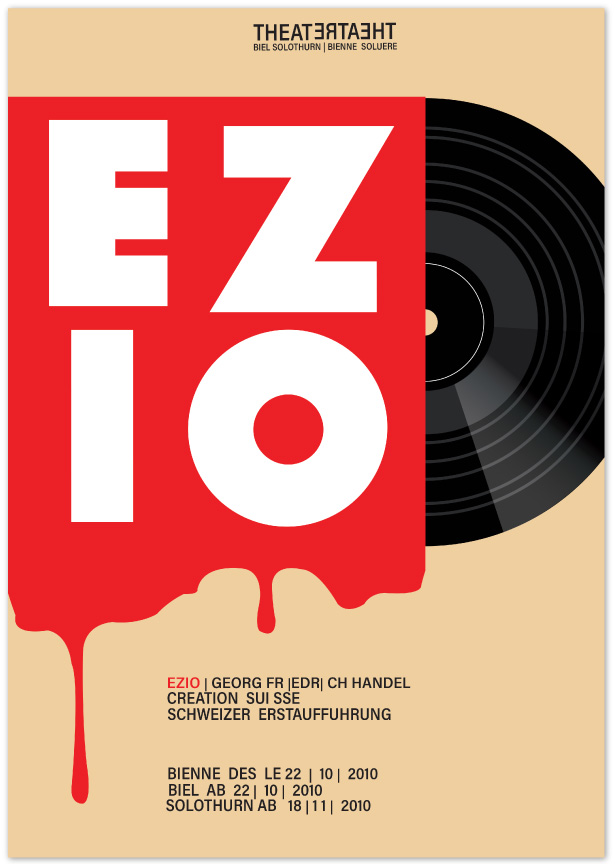 THEATƎRTAƎHT
BIEL SOLOTHURN | BIENNE SOLUERE
EZ
IO
EZIO | GEORG FR |EDR| CH HANDEL
CREATION SUI SSE
SCHWEIZER ERSTAUFFUHRUNG
BIENNE DES LE 22 | 10 | 2010
BIEL AB 22 | 10 | 2010
SOLOTHURN AB 18 | 11 | 2010